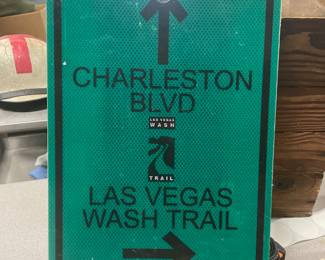 CHARLESTON
BLVD
LAS VEGAS
WASH
TRAIL
LAS VEGAS
WASH TRAIL